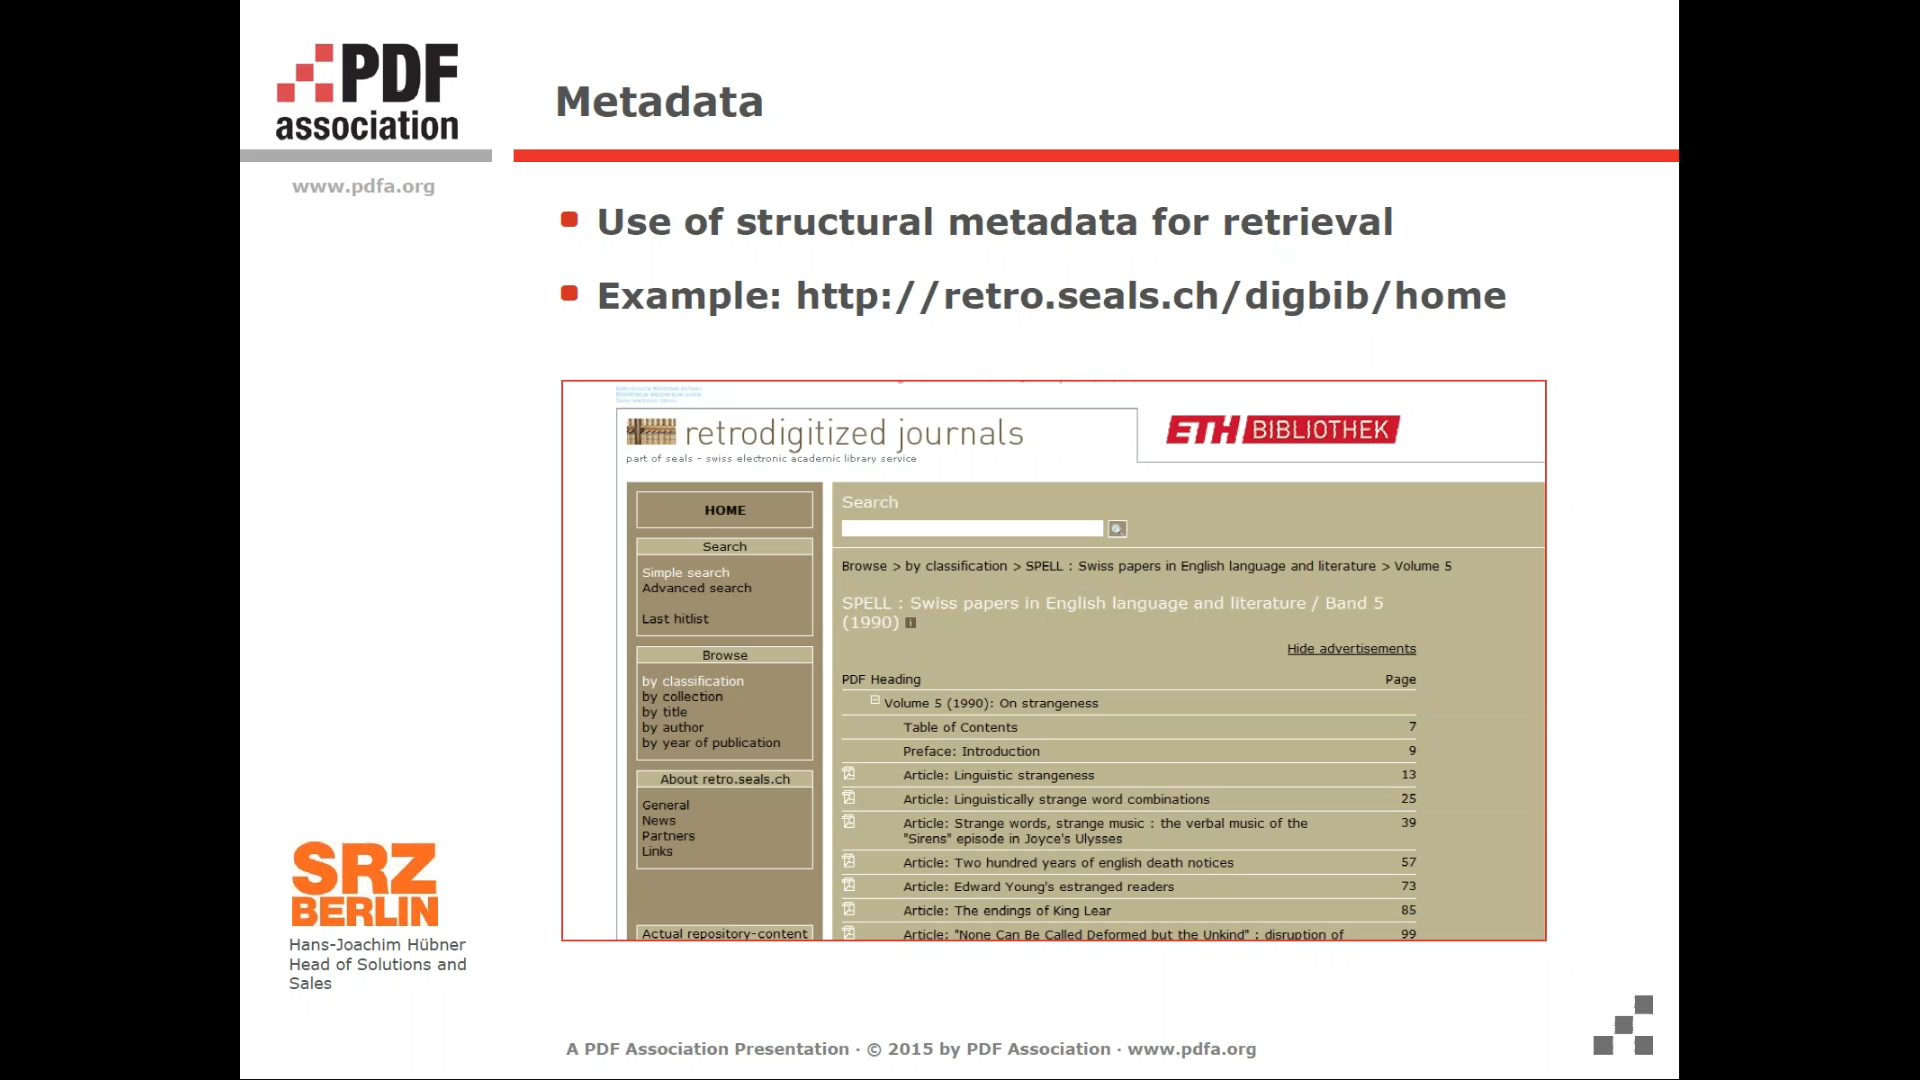 PDF
association
www.pdfa.org
Metadata
Use of structural metadata for retrieval
Example: http://retro.seals.ch/digbib/home
retrodigitized journals
part of seals - swiss electronic academic library service
ETH BIBLIOTHEK
HOME
Search
Simple search
Advanced search
Last hitlist
Browse
by classification
by collection
by title
by author
by year of publication
About retro.seals.ch
General
News
Partners
Links
Actual repository-content
Search
Browse > by classification > SPELL : Swiss papers in English language and literature > Volume 5
SPELL : Swiss papers in English language and literature / Band 5
(1990) i
Hide advertisements
PDF Heading Page
Volume 5 (1990): On strangeness
Table of Contents 7
Preface: Introduction 9
Article: Linguistic strangeness 13
Article: Linguistically strange word combinations 25
Article: Strange words, strange music : the verbal music of the 39
"Sirens" episode in Joyce's Ulysses
Article: Two hundred years of english death notices 57
Article: Edward Young's estranged readers 73
Article: The endings of King Lear 85
Article: "None Can Be Called Deformed but the Unkind" : disruption of 99
SRZ
BERLIN
Hans-Joachim Hübner
Head of Solutions and
Sales
A PDF Association Presentation · © 2015 by PDF Association · www.pdfa.org